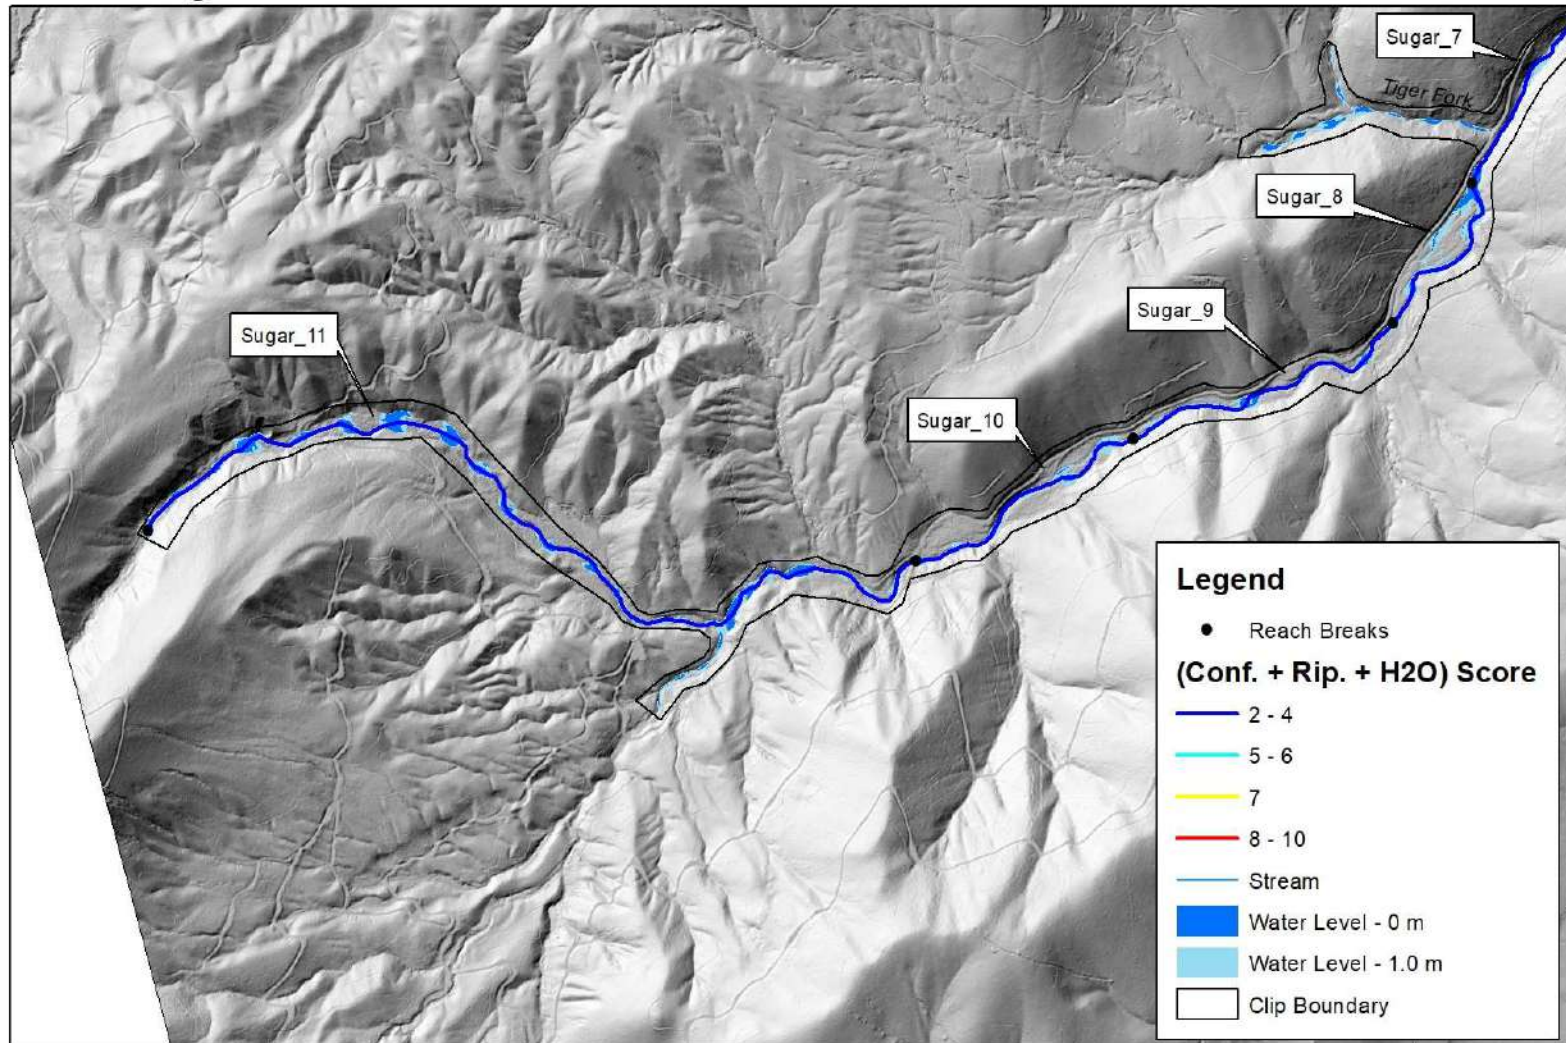 Sugar_7
Tiger Fork
Sugar_8
Sugar_9
Sugar_11
Sugar_10
Legend
Reach Breaks
(Conf. + Rip. + H2O) Score
2 - 4
5 - 6
7
8 - 10
Stream
Water Level - 0 m
Water Level - 1.0 m
Clip Boundary